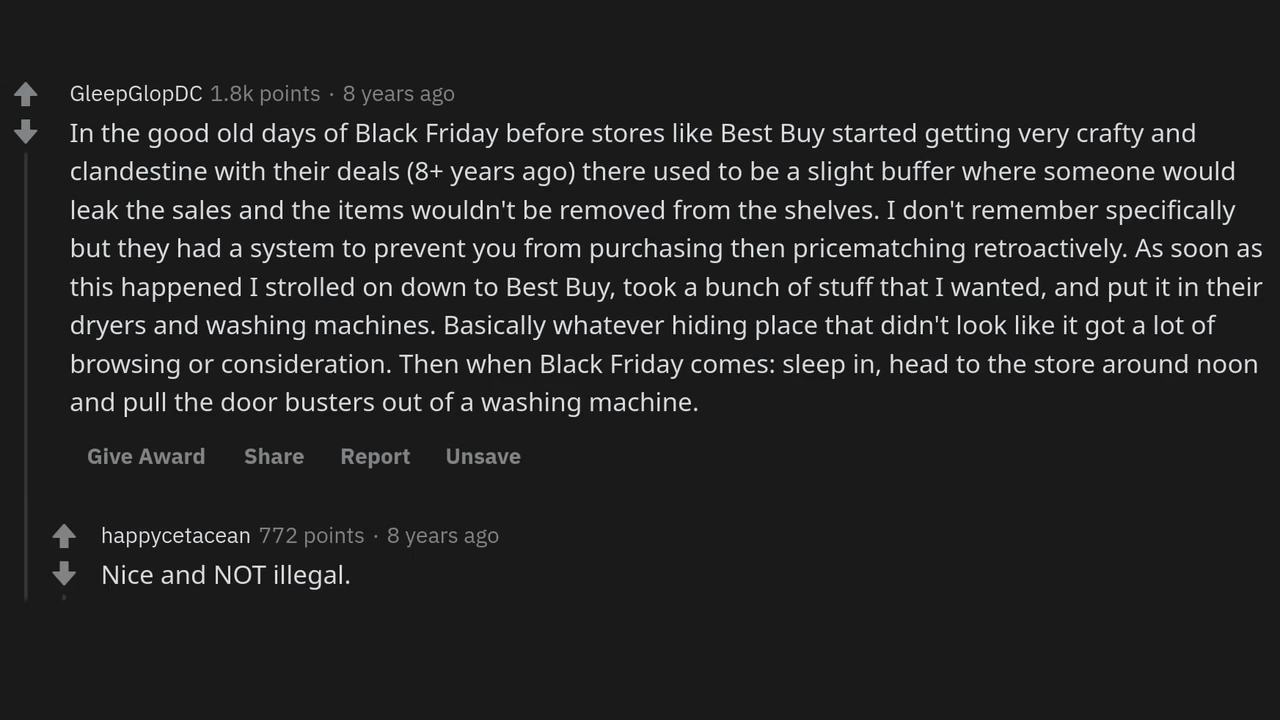 GleepGlopDC 1.8k points · 8 years ago
In the good old days of Black Friday before stores like Best Buy started getting very crafty and
clandestine with their deals (8+ years ago) there used to be a slight buffer where someone would
leak the sales and the items wouldn't be removed from the shelves. I don't remember specifically
but they had a system to prevent you from purchasing then pricematching retroactively. As soon as
this happened I strolled on down to Best Buy, took a bunch of stuff that I wanted, and put it in their
dryers and washing machines. Basically whatever hiding place that didn't look like it got a lot of
browsing or consideration. Then when Black Friday comes: sleep in, head to the store around noon
and pull the door busters out of a washing machine.
Give Award Share Report Unsave
happycetacean 772 points · 8 years ago
Nice and NOT illegal.